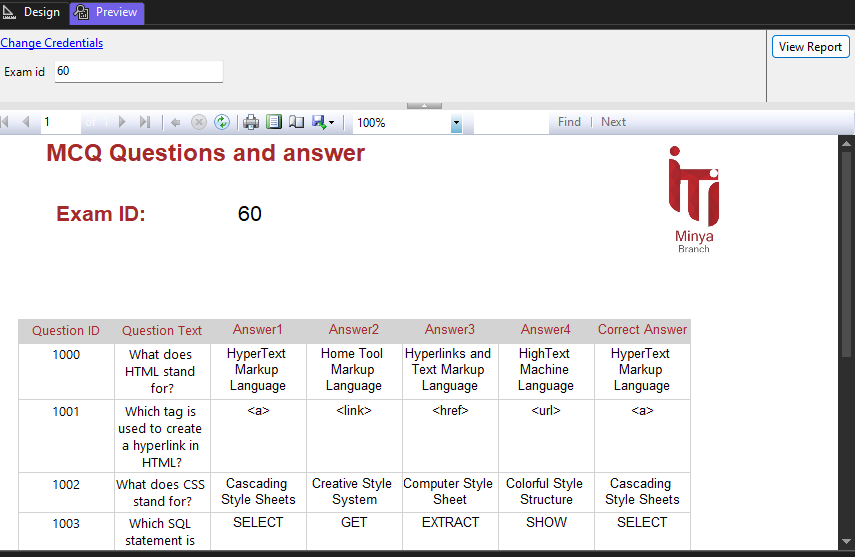 Design Preview
Change Credentials
View Report
Exam id 60
1 of 1 100% Find | Next
MCQ Questions and answer
Exam ID: 60
iTi
Minya
Branch
Question ID Question Text Answer1 Answer2 Answer3 Answer4 Correct Answer
1000 What does HyperText Home Tool Hyperlinks and HighText HyperText
HTML stand Markup Markup Text Markup Machine Markup
for? Language Language Language Language Language
1001 Which tag is <a> <link> <href> <url> <a>
used to create
a hyperlink in
HTML?
1002 What does CSS Cascading Creative Style Computer Style Colorful Style Cascading
stand for? Style Sheets System Sheet Structure Style Sheets
1003 Which SQL SELECT GET EXTRACT SHOW SELECT
statement is